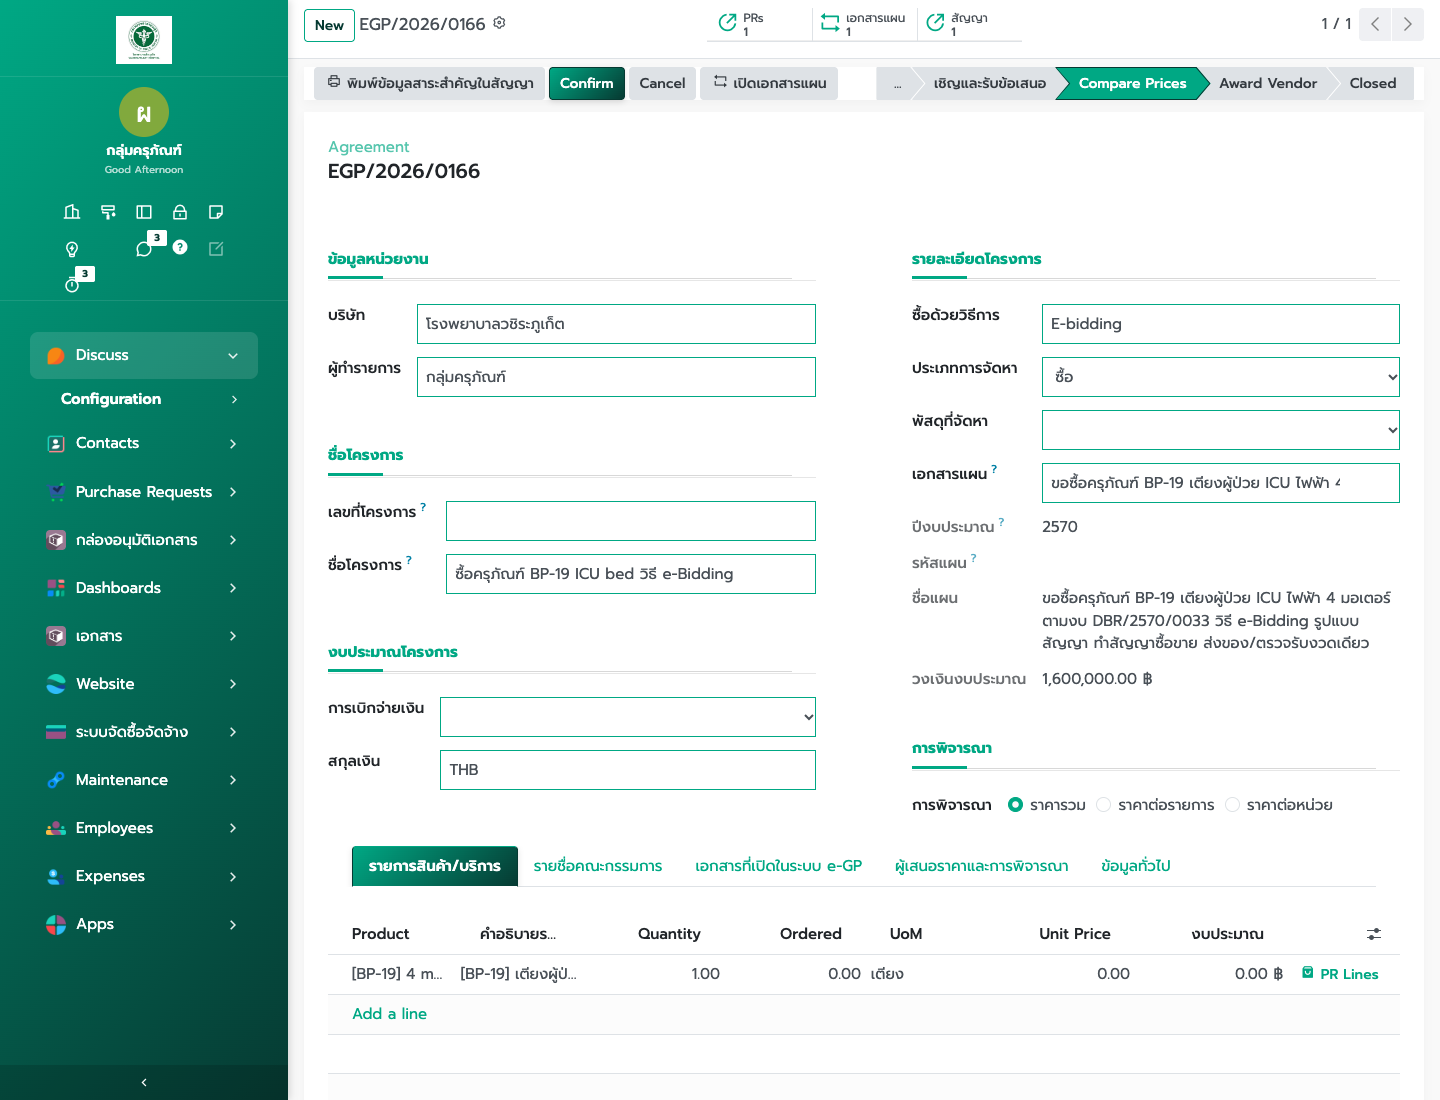 New
EGP/2026/0166
PRs
1
เอกสารแผน
1
สัญญา
1
1 / 1
พิมพ์ข้อมูลสาระสำคัญในสัญญา
Confirm
Cancel
เปิดเอกสารแผน
...
เชิญและรับข้อเสนอ
Compare Prices
Award Vendor
Closed
ผ
กลุ่มครุภัณฑ์
Good Afternoon
3
?
3
Discuss
Configuration
Contacts
Purchase Requests
กล่องอนุมัติเอกสาร
Dashboards
เอกสาร
Website
ระบบจัดซื้อจัดจ้าง
Maintenance
Employees
Expenses
Apps
Agreement
EGP/2026/0166
ข้อมูลหน่วยงาน
บริษัท
โรงพยาบาลวชิระภูเก็ต
ผู้ทำรายการ
กลุ่มครุภัณฑ์
ชื่อโครงการ
เลขที่โครงการ ?
ชื่อโครงการ ?
ซื้อครุภัณฑ์ BP-19 ICU bed วิธี e-Bidding
งบประมาณโครงการ
การเบิกจ่ายเงิน
สกุลเงิน
THB
รายละเอียดโครงการ
ซื้อด้วยวิธีการ
E-bidding
ประเภทการจัดหา
ซื้อ
พัสดุที่จัดหา
เอกสารแผน ?
ขอซื้อครุภัณฑ์ BP-19 เตียงผู้ป่วย ICU ไฟฟ้า 4
ปีงบประมาณ ?
2570
รหัสแผน ?
ชื่อแผน
ขอซื้อครุภัณฑ์ BP-19 เตียงผู้ป่วย ICU ไฟฟ้า 4 มอเตอร์
ตามงบ DBR/2570/0033 วิธี e-Bidding รูปแบบ
สัญญา ทำสัญญาซื้อขาย ส่งของ/ตรวจรับงวดเดียว
วงเงินงบประมาณ
1,600,000.00 ฿
การพิจารณา
การพิจารณา
ราคารวม
ราคาต่อรายการ
ราคาต่อหน่วย
รายการสินค้า/บริการ
รายชื่อคณะกรรมการ
เอกสารที่เปิดในระบบ e-GP
ผู้เสนอราคาและการพิจารณา
ข้อมูลทั่วไป
Product
คำอธิบายร...
Quantity
Ordered
UoM
Unit Price
งบประมาณ
[BP-19] 4 m...
[BP-19] เตียงผู้ป...
1.00
0.00
เตียง
0.00
0.00 ฿
PR Lines
Add a line